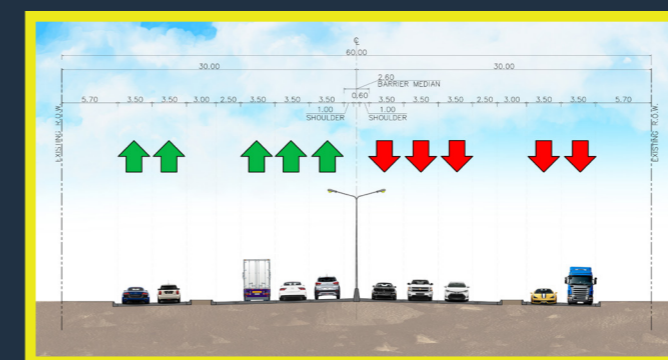 ℄
60.00
30.00 30.00
2.60
BARRIER MEDIAN
0.60
5.70 3.50 3.50 3.00 2.50 3.50 3.50 3.50 3.50 3.50 3.50 2.50 3.00 3.50 3.50 5.70
1.00 1.00
SHOULDER SHOULDER
EXISTING R.O.W.
EXISTING R.O.W.